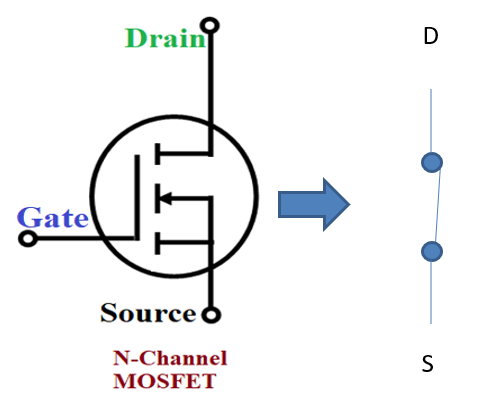 Drain
D
Gate
Source
N-Channel
MOSFET
S